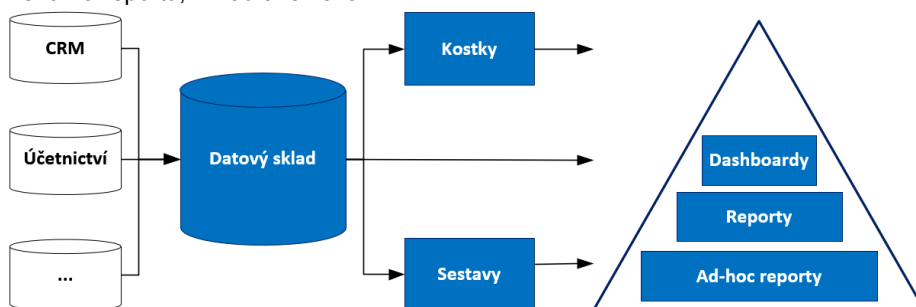 CRM
Kostky
Účetnictví
Datový sklad
Dashboardy
Reporty
...
Sestavy
Ad-hoc reporty